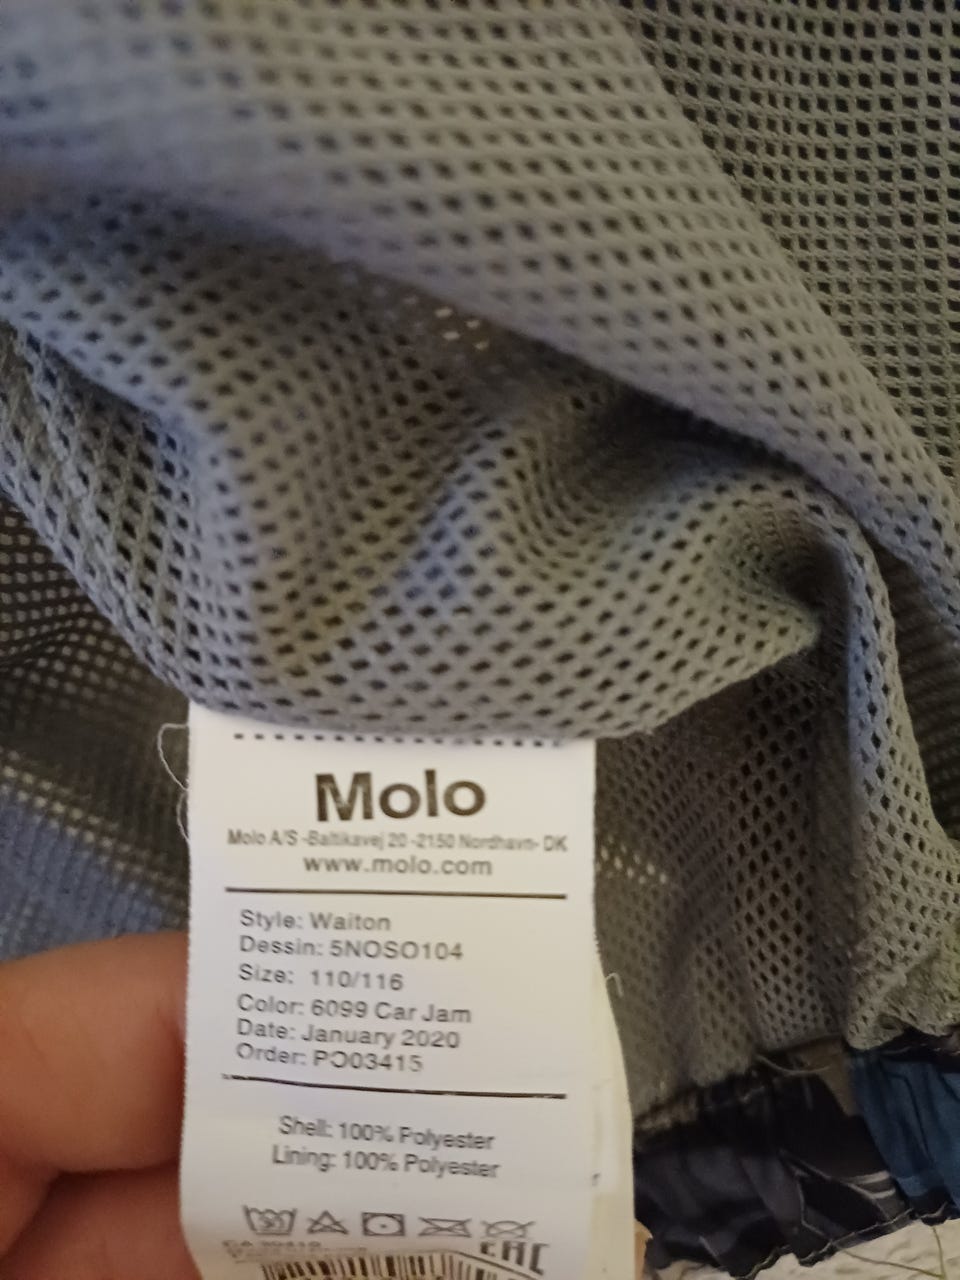 Molo
Molo A/S -Baltikavej 20 -2150 Nordhavn- DK
www.molo.com
Style: Waiton
Dessin: 5NOSO104
Size: 110/116
Color: 6099 Car Jam
Date: January 2020
Order: PO03415
Shell: 100% Polyester
Lining: 100% Polyester
EAC